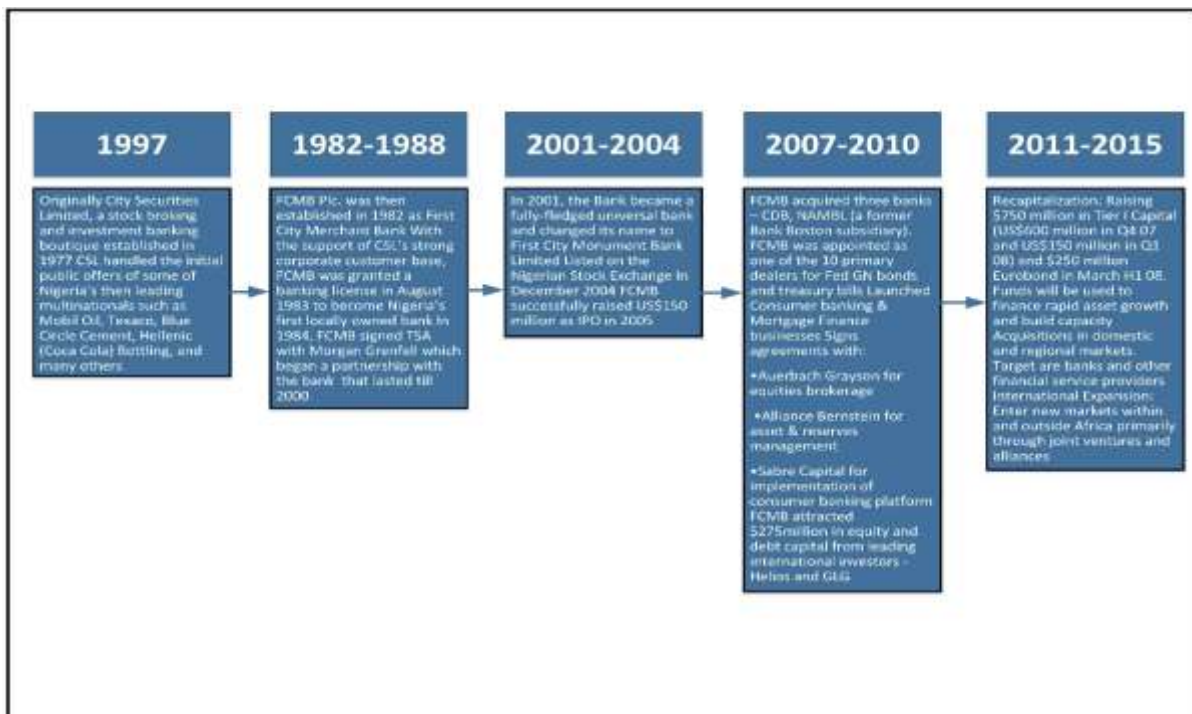 1997
Originally City Securities
Limited, a stock broking
and investment banking
boutique established in
1977 CSL handled the initial
public offers of some of
Nigeria's then leading
multinationals such as
Mobil Oil, Texaco, Blue
Circle Cement, Hellenic
(Coca Cola) Bottling, and
many others
1982-1988
FCMB Plc. was then
established in 1982 as First
City Merchant Bank With
the support of CSL's strong
corporate customer base,
FCMB was granted a
banking license in August
1983 to become Nigeria's
first locally owned bank in
1984. FCMB signed TSA
with Morgan Grenfell which
began a partnership with
the bank that lasted till
2000
2001-2004
In 2001, the Bank became a
fully-fledged universal bank
and changed its name to
First City Monument Bank
Limited Listed on the
Nigerian Stock Exchange in
December 2004 FCMB
successfully raised US$150
million as IPO in 2005
2007-2010
FCMB acquired three banks
– CDB, NAMBL (a former
Bank Boston subsidiary).
FCMB was appointed as
one of the 10 primary
dealers for Fed GN bonds
and treasury bills Launched
Consumer banking &
Mortgage Finance
businesses Signs
agreements with:
•Auerbach Grayson for
equities brokerage
•Alliance Bernstein for
asset & reserves
management
•Sabre Capital for
implementation of
consumer banking platform
FCMB attracted
$275million in equity and
debt capital from leading
international investors -
Helios and GLG
2011-2015
Recapitalization: Raising
$750 million in Tier I Capital
(US$600 million in Q4 07
and US$150 million in Q1
08) and $250 million
Eurobond in March H1 08.
Funds will be used to
finance rapid asset growth
and build capacity
Acquisitions in domestic
and regional markets.
Target are banks and other
financial service providers
International Expansion:
Enter new markets within
and outside Africa primarily
through joint ventures and
alliances